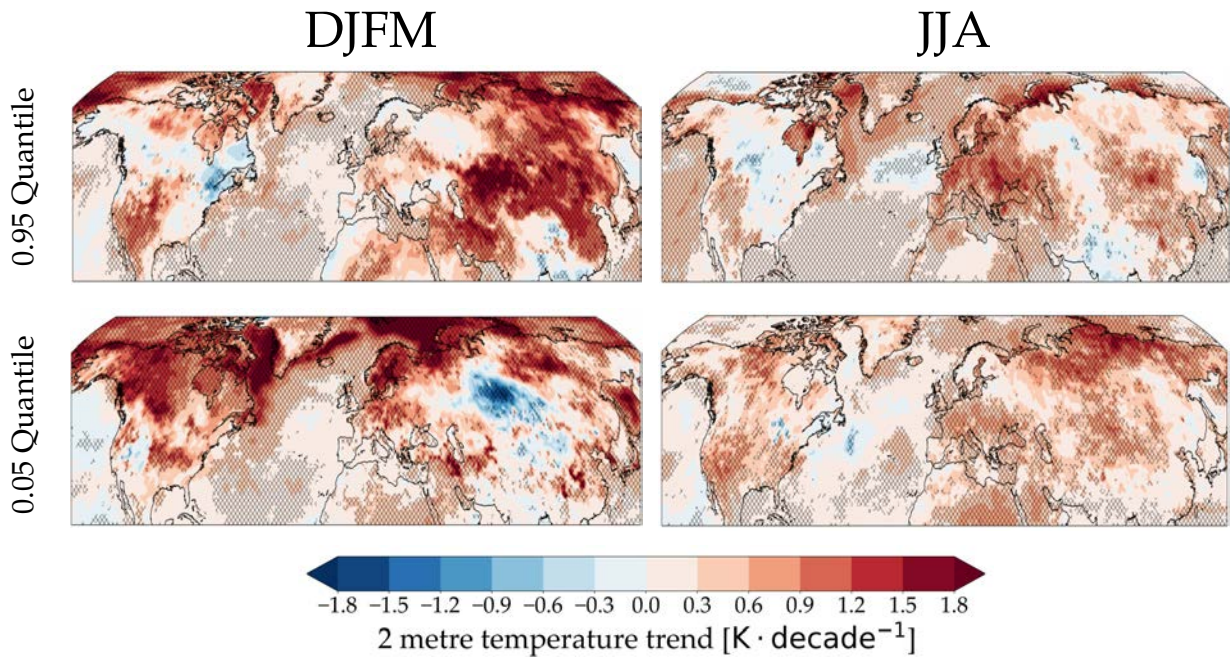 DJFM JJA
0.95 Quantile
0.05 Quantile
−1.8 −1.5 −1.2 −0.9 −0.6 −0.3 0.0 0.3 0.6 0.9 1.2 1.5 1.8
2 metre temperature trend [K · decade⁻¹]